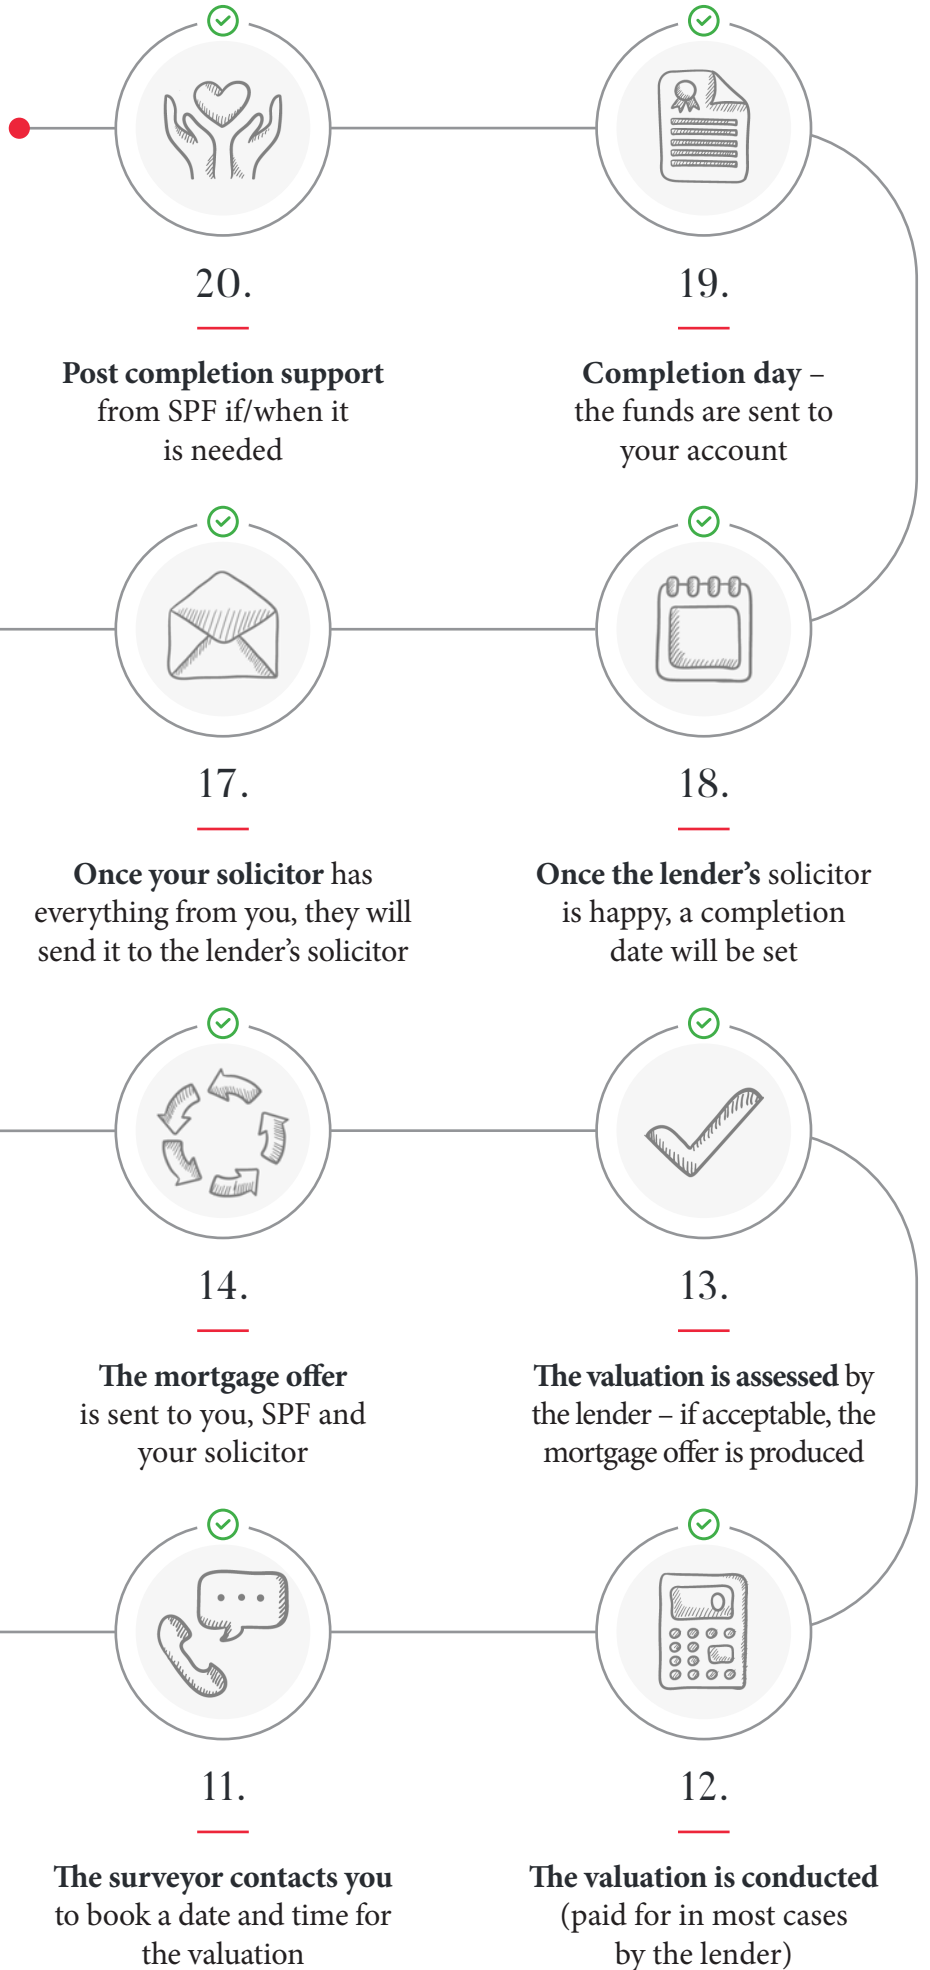 20.
Post completion support
from SPF if/when it
is needed
19.
Completion day –
the funds are sent to
your account
17.
Once your solicitor has
everything from you, they will
send it to the lender’s solicitor
18.
Once the lender’s solicitor
is happy, a completion
date will be set
14.
The mortgage offer
is sent to you, SPF and
your solicitor
13.
The valuation is assessed by
the lender – if acceptable, the
mortgage offer is produced
11.
The surveyor contacts you
to book a date and time for
the valuation
12.
The valuation is conducted
(paid for in most cases
by the lender)